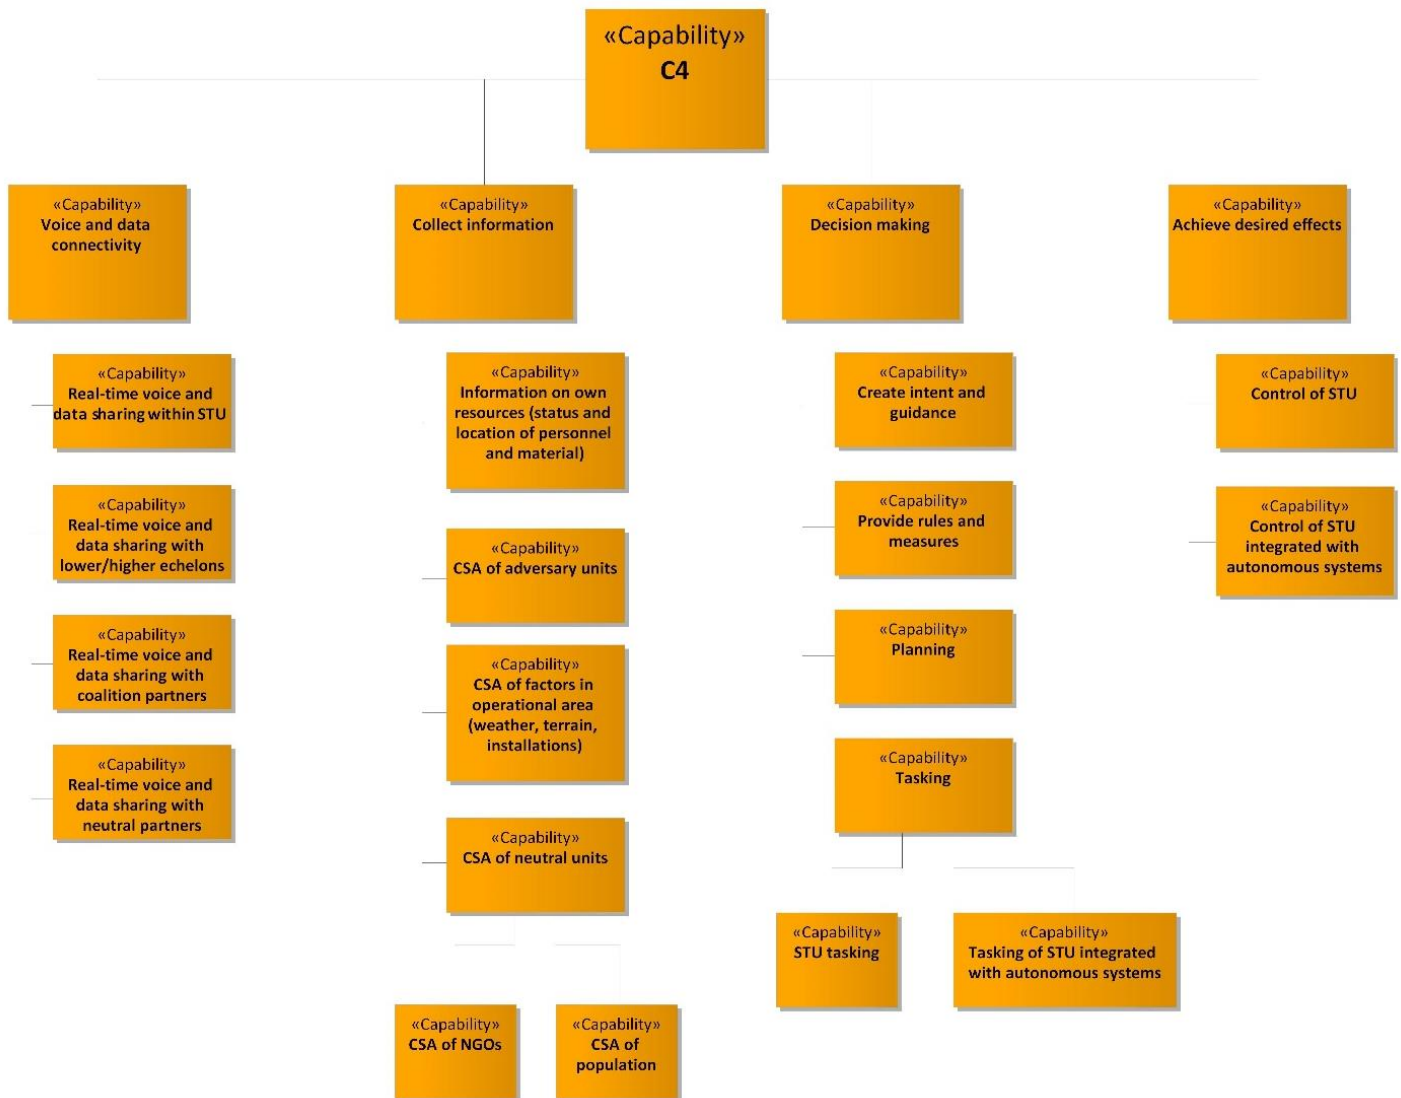 «Capability»
C4
«Capability»
Voice and data
connectivity
«Capability»
Collect information
«Capability»
Decision making
«Capability»
Achieve desired effects
«Capability»
Real-time voice and
data sharing within STU
«Capability»
Real-time voice and
data sharing with
lower/higher echelons
«Capability»
Real-time voice and
data sharing with
coalition partners
«Capability»
Real-time voice and
data sharing with
neutral partners
«Capability»
Information on own
resources (status and
location of personnel
and material)
«Capability»
CSA of adversary units
«Capability»
CSA of factors in
operational area
(weather, terrain,
installations)
«Capability»
CSA of neutral units
«Capability»
CSA of NGOs
«Capability»
CSA of
population
«Capability»
Create intent and
guidance
«Capability»
Provide rules and
measures
«Capability»
Planning
«Capability»
Tasking
«Capability»
STU tasking
«Capability»
Tasking of STU integrated
with autonomous systems
«Capability»
Control of STU
«Capability»
Control of STU
integrated with
autonomous systems